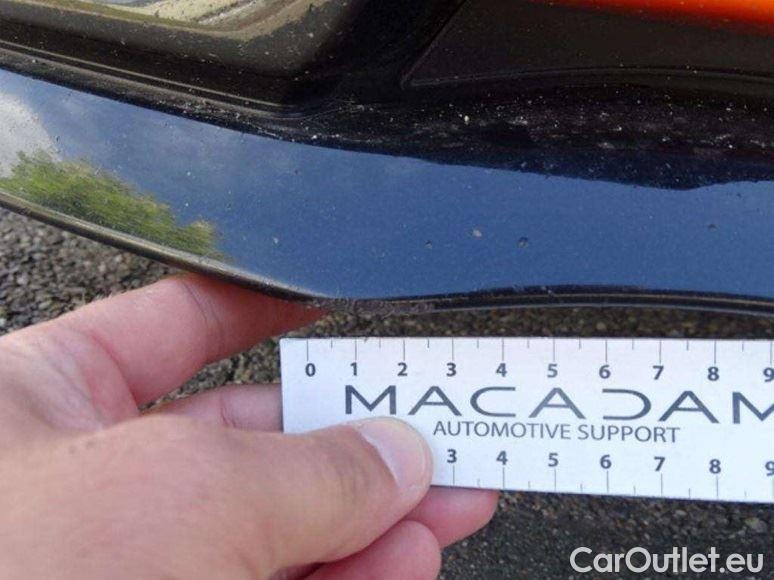 0 1 2 3 4 5 6 7 8 9
MACADAM
AUTOMOTIVE SUPPORT
3 4 5 6 7 8 9
CarOutlet.eu